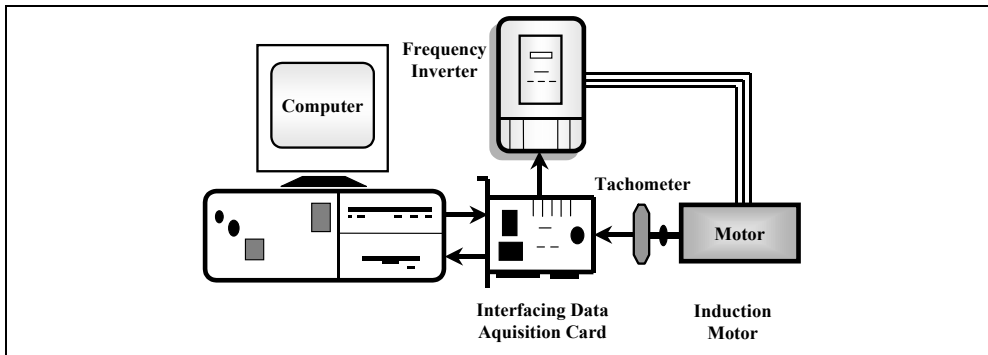 Frequency
Inverter
Computer
Tachometer
Motor
Interfacing Data
Aquisition Card
Induction
Motor